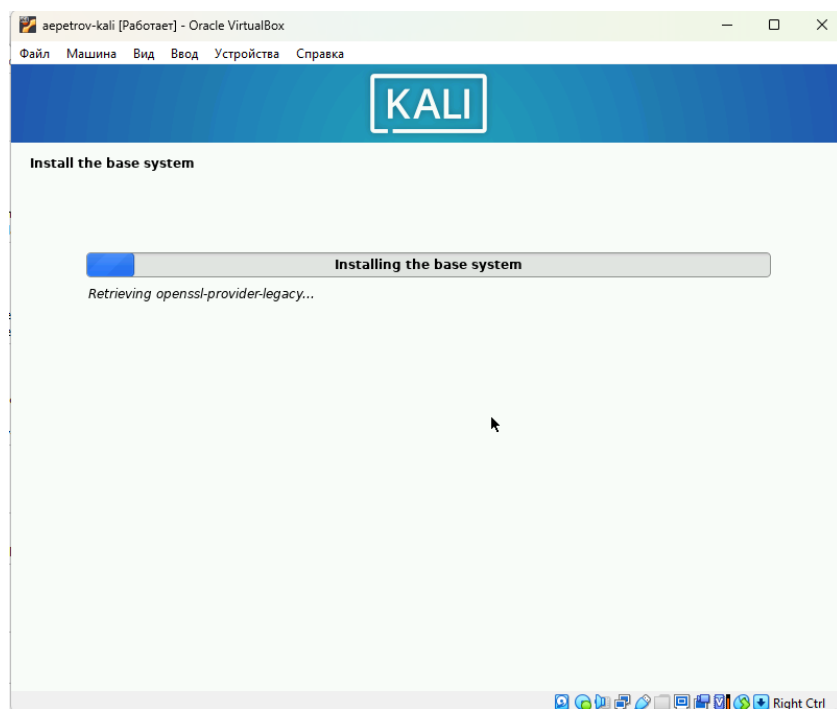 aepetrov-kali [Работает] - Oracle VirtualBox
Файл Машина Вид Ввод Устройства Справка
KALI
Install the base system
Installing the base system
Retrieving openssl-provider-legacy...
Right Ctrl